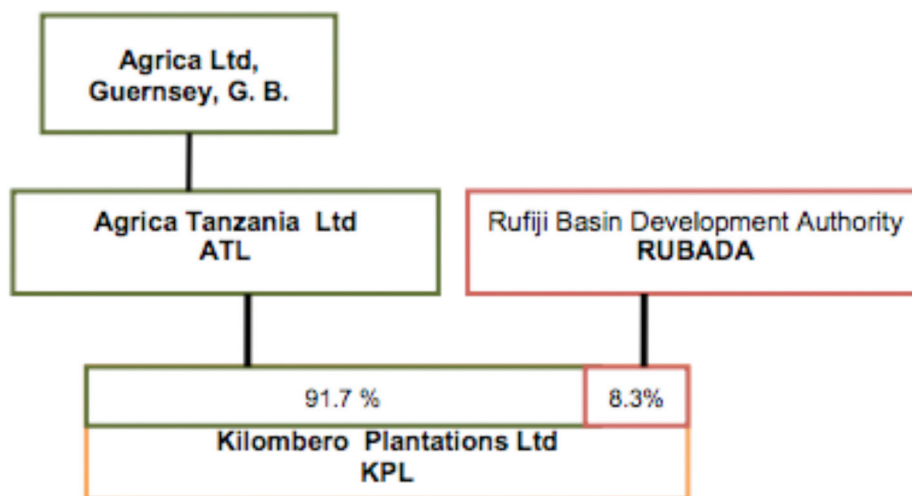 Agrica Ltd,
Guernsey, G. B.
Agrica Tanzania Ltd
ATL
Rufiji Basin Development Authority
RUBADA
91.7 %
8.3%
Kilombero Plantations Ltd
KPL